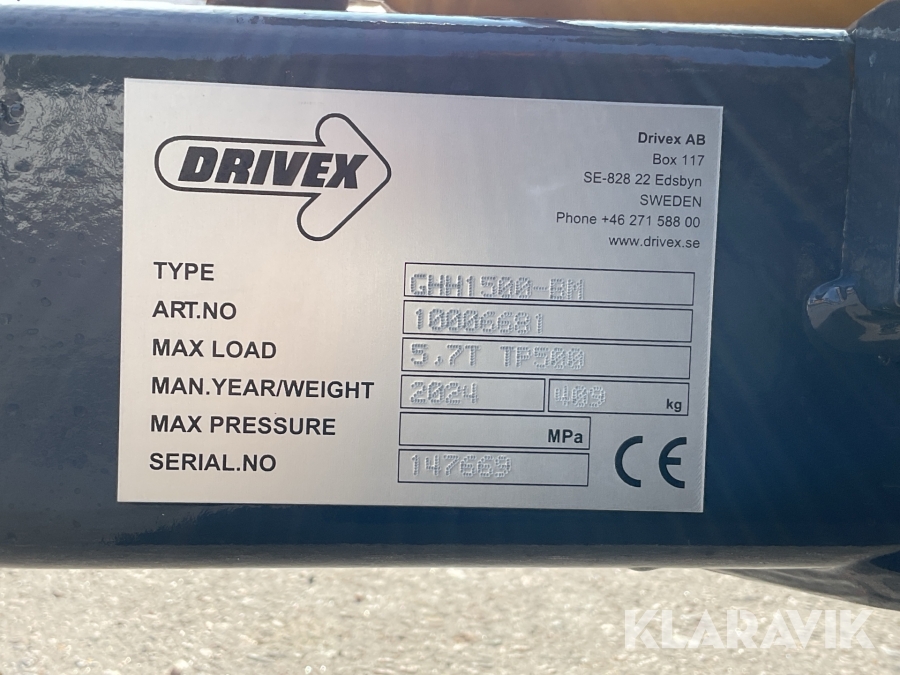 DRIVEX
Drivex AB
Box 117
SE-828 22 Edsbyn
SWEDEN
Phone +46 271 588 00
www.drivex.se
TYPE GHH1500-BM
ART.NO 10006681
MAX LOAD 5.7T TP500
MAN.YEAR/WEIGHT 2024 409 kg
MAX PRESSURE MPa
SERIAL.NO 147669
CE
KLARAVIK